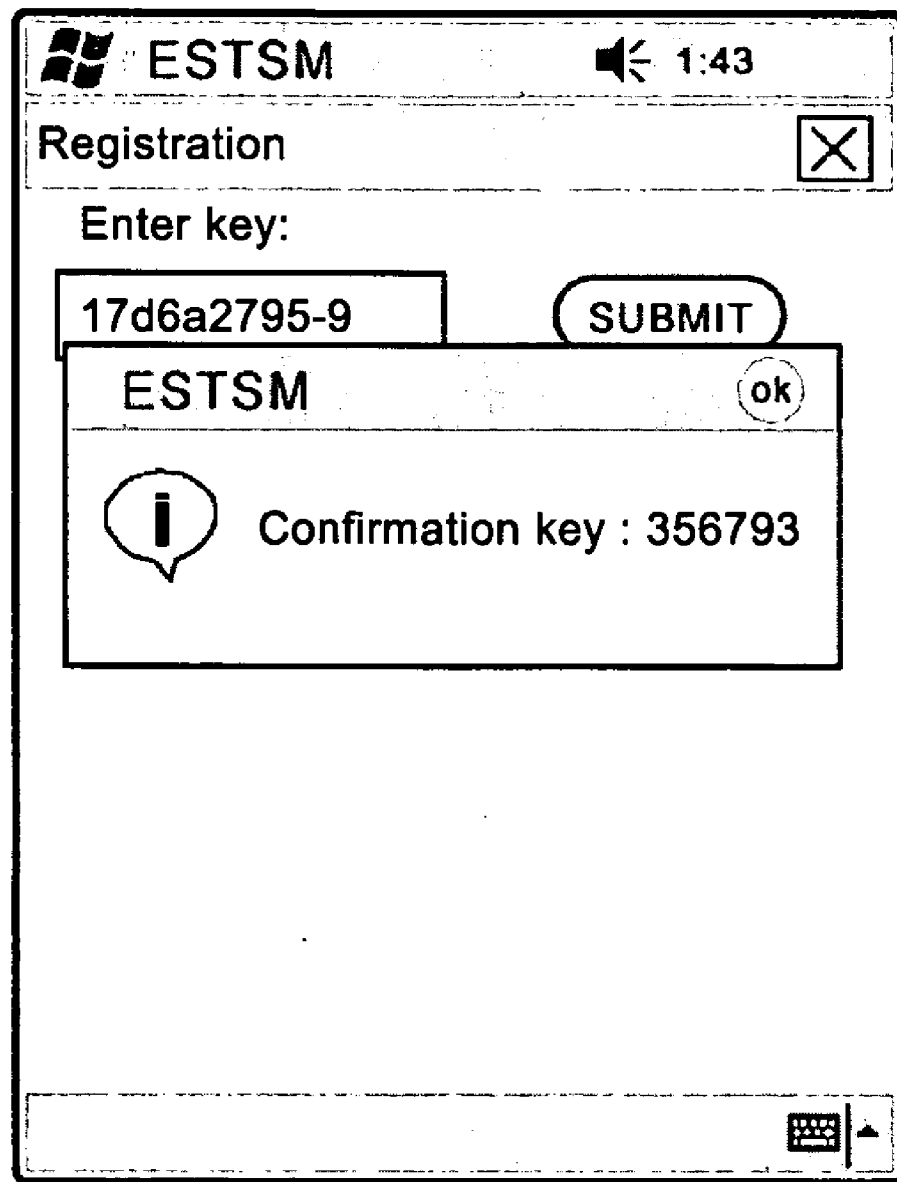 ESTSM 1:43
Registration
Enter key:
17d6a2795-9 SUBMIT
ESTSM ok
i Confirmation key : 356793